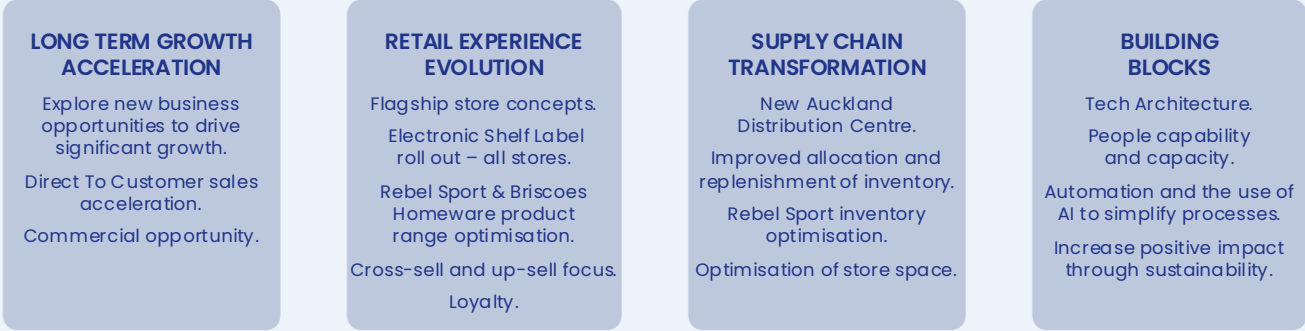 LONG TERM GROWTH
ACCELERATION
Explore new business
opportunities to drive
significant growth.
Direct To Customer sales
acceleration.
Commercial opportunity.
RETAIL EXPERIENCE
EVOLUTION
Flagship store concepts.
Electronic Shelf Label
roll out – all stores.
Rebel Sport & Briscoes
Homeware product
range optimisation.
Cross-sell and up-sell focus.
Loyalty.
SUPPLY CHAIN
TRANSFORMATION
New Auckland
Distribution Centre.
Improved allocation and
replenishment of inventory.
Rebel Sport inventory
optimisation.
Optimisation of store space.
BUILDING
BLOCKS
Tech Architecture.
People capability
and capacity.
Automation and the use of
AI to simplify processes.
Increase positive impact
through sustainability.